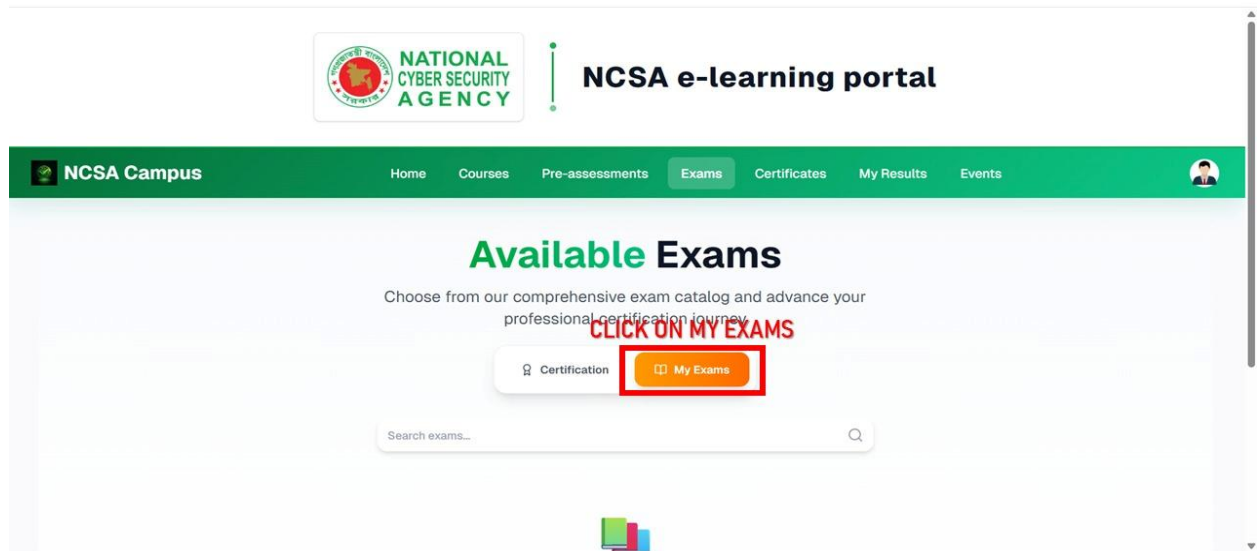 NATIONAL
CYBER SECURITY
AGENCY
NCSA e-learning portal
NCSA Campus
Home Courses Pre-assessments Exams Certificates My Results Events
Available Exams
Choose from our comprehensive exam catalog and advance your
professional certification journey
CLICK ON MY EXAMS
Certification My Exams
Search exams...